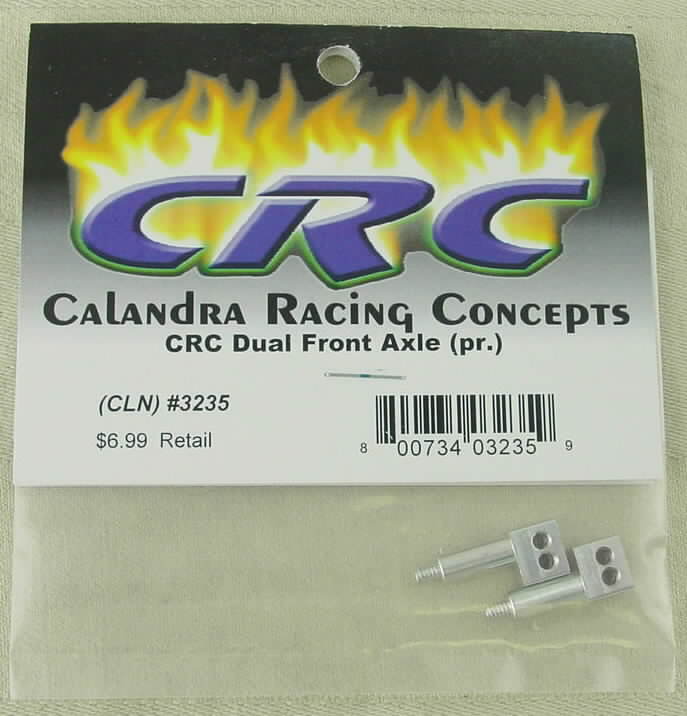 CRC
Calandra Racing Concepts
CRC Dual Front Axle (pr.)
(CLN) #3235
$6.99 Retail
8 00734 03235 9